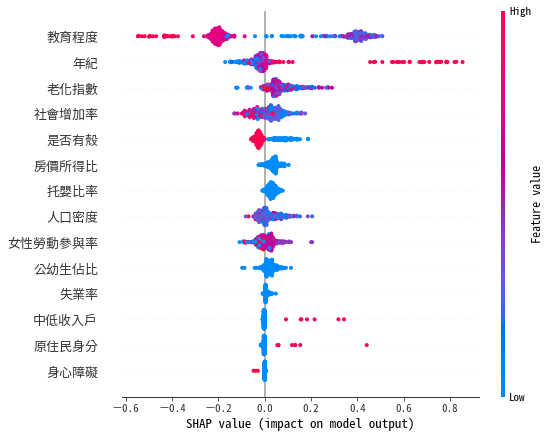 High
教育程度
年紀
老化指數
社會增加率
是否有殼
房價所得比
托嬰比率
人口密度
女性勞動參與率
公幼生佔比
失業率
中低收入戶
原住民身分
身心障礙
Feature value
Low
−0.6 −0.4 −0.2 0.0 0.2 0.4 0.6 0.8
SHAP value (impact on model output)